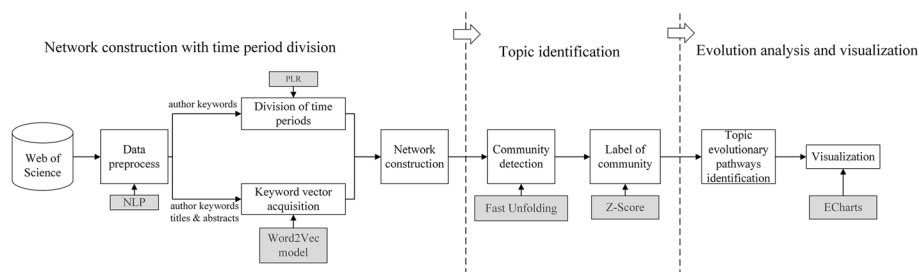 Network construction with time period division
Topic identification
Evolution analysis and visualization
PLR
author keywords
Division of time
periods
Web of
Science
Data
preprocess
NLP
author keywords
titles & abstracts
Keyword vector
acquisition
Word2Vec
model
Network
construction
Community
detection
Fast Unfolding
Label of
community
Z-Score
Topic
evolutionary
pathways
identification
Visualization
ECharts